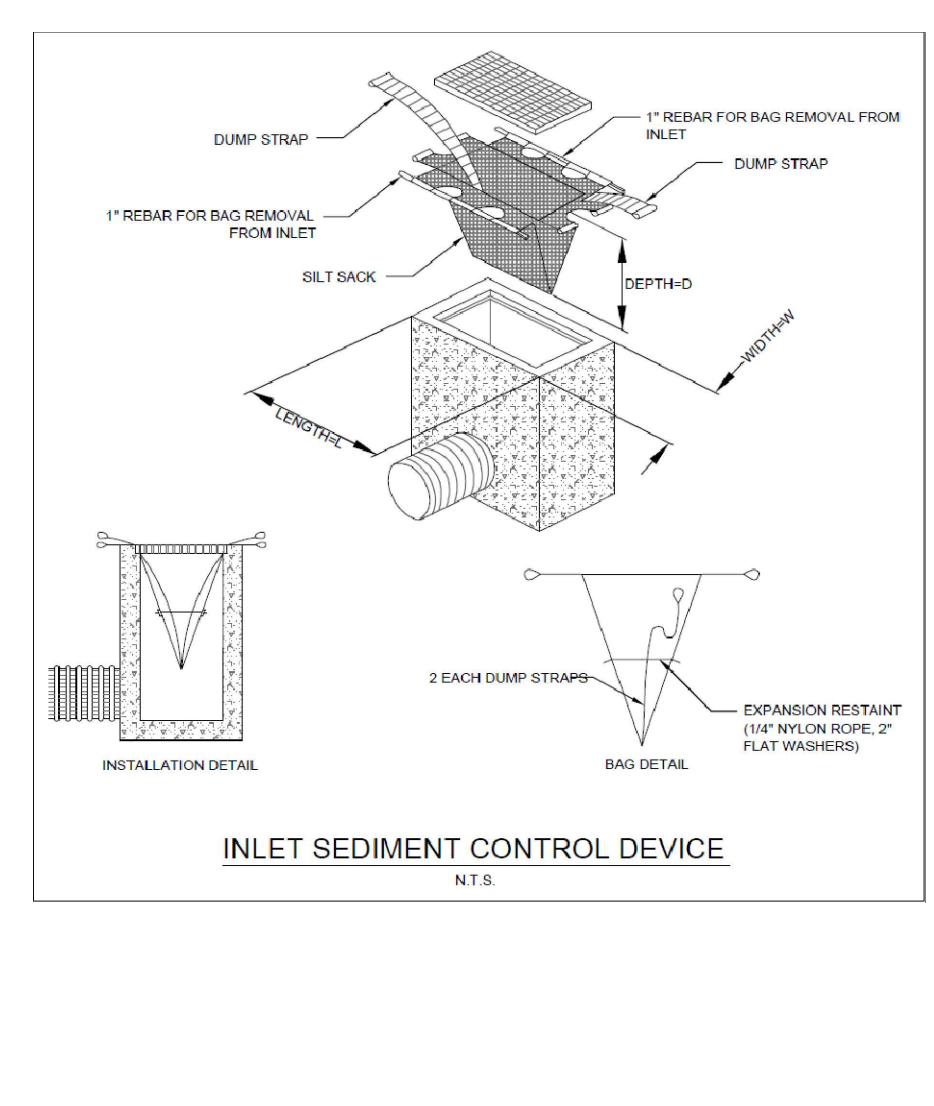 DUMP STRAP
1" REBAR FOR BAG REMOVAL FROM
INLET
DUMP STRAP
1" REBAR FOR BAG REMOVAL
FROM INLET
SILT SACK
DEPTH=D
WIDTH=W
LENGTH=L
2 EACH DUMP STRAPS
EXPANSION RESTAINT
(1/4" NYLON ROPE, 2"
FLAT WASHERS)
INSTALLATION DETAIL
BAG DETAIL
INLET SEDIMENT CONTROL DEVICE
N.T.S.